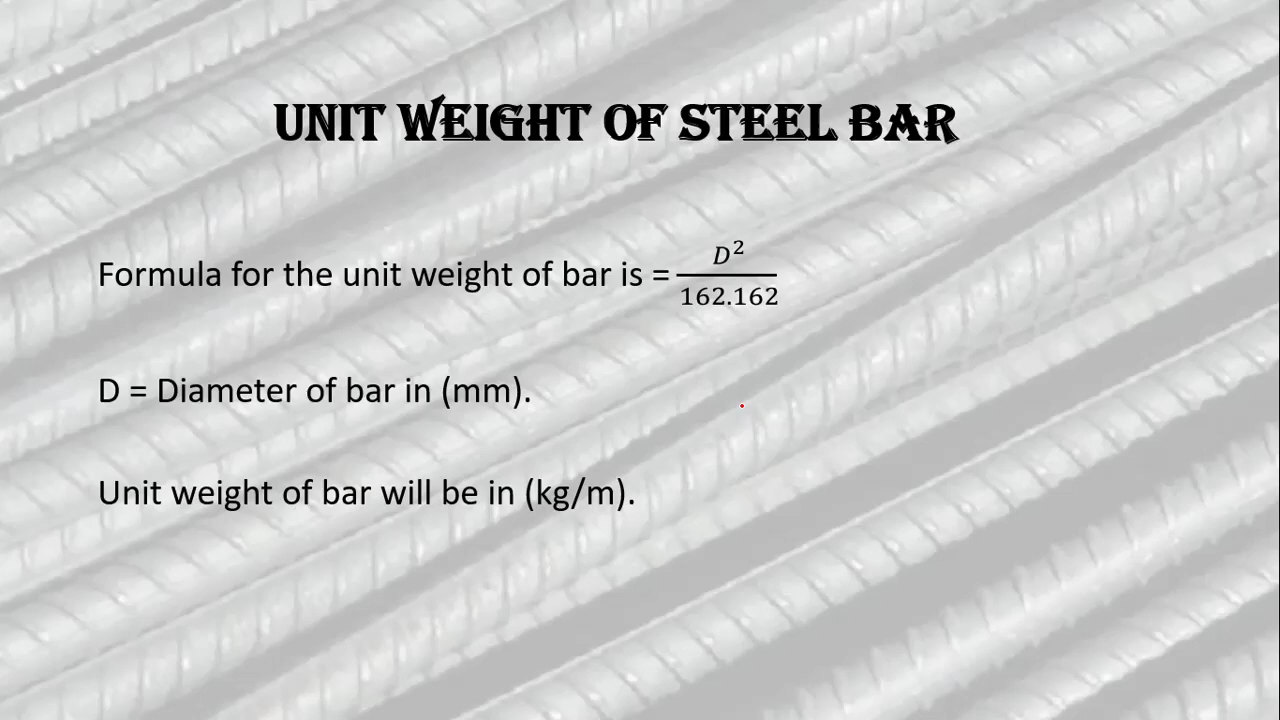 UNIT WEIGHT OF STEEL BAR
Formula for the unit weight of bar is = D²/162.162
D = Diameter of bar in (mm).
Unit weight of bar will be in (kg/m).